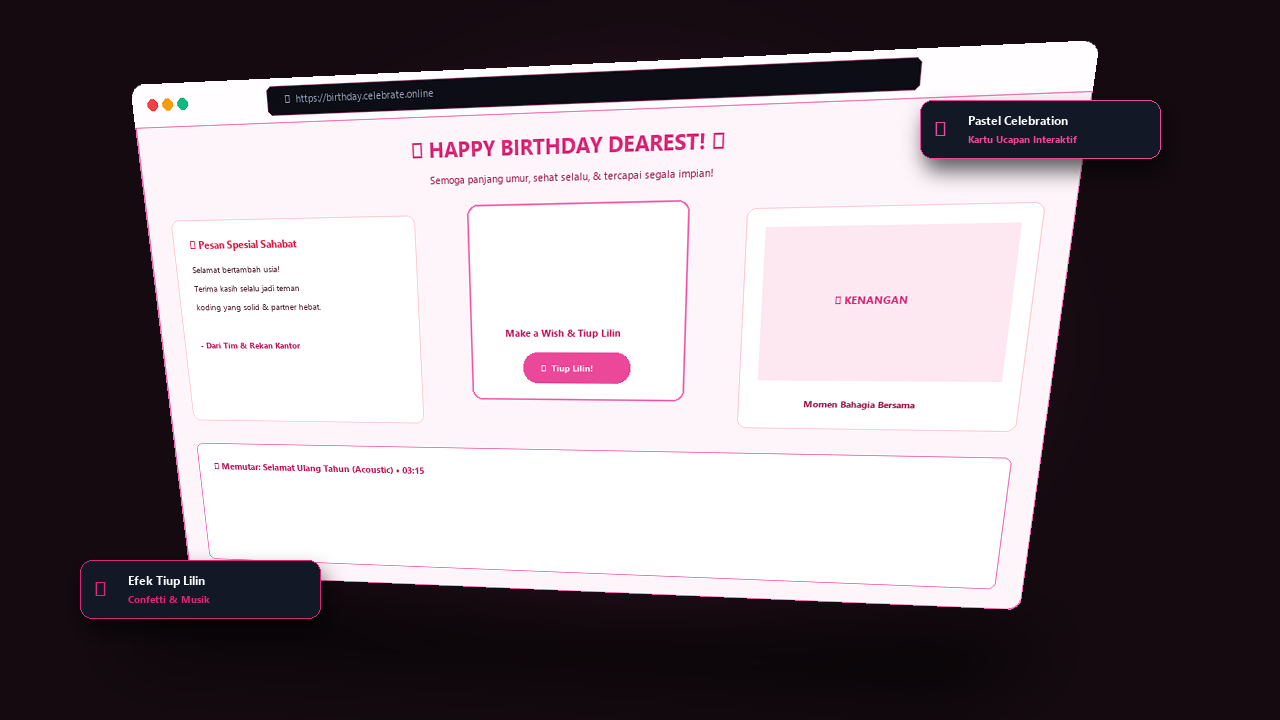 https://birthday.celebrate.online
Pastel Celebration
Kartu Ucapan Interaktif
HAPPY BIRTHDAY DEAREST!
Semoga panjang umur, sehat selalu, & tercapai segala impian!
Pesan Spesial Sahabat
Selamat bertambah usia!
Terima kasih selalu jadi teman
koding yang solid & partner hebat.
- Dari Tim & Rekan Kantor
Make a Wish & Tiup Lilin
Tiup Lilin!
KENANGAN
Momen Bahagia Bersama
Memutar: Selamat Ulang Tahun (Acoustic) • 03:15
Efek Tiup Lilin
Confetti & Musik